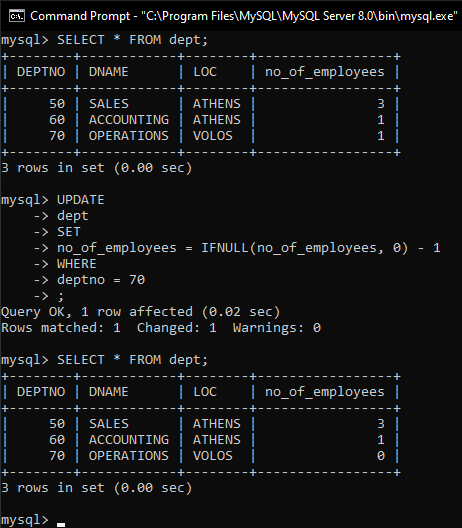 Command Prompt - "C:\Program Files\MySQL\MySQL Server 8.0\bin\mysql.exe"
mysql> SELECT * FROM dept;
+--------+------------+--------+-----------------+
| DEPTNO | DNAME      | LOC    | no_of_employees |
+--------+------------+--------+-----------------+
|     50 | SALES      | ATHENS |               3 |
|     60 | ACCOUNTING | ATHENS |               1 |
|     70 | OPERATIONS | VOLOS  |               1 |
+--------+------------+--------+-----------------+
3 rows in set (0.00 sec)
mysql> UPDATE
    -> dept
    -> SET
    -> no_of_employees = IFNULL(no_of_employees, 0) - 1
    -> WHERE
    -> deptno = 70
    -> ;
Query OK, 1 row affected (0.02 sec)
Rows matched: 1  Changed: 1  Warnings: 0
mysql> SELECT * FROM dept;
+--------+------------+--------+-----------------+
| DEPTNO | DNAME      | LOC    | no_of_employees |
+--------+------------+--------+-----------------+
|     50 | SALES      | ATHENS |               3 |
|     60 | ACCOUNTING | ATHENS |               1 |
|     70 | OPERATIONS | VOLOS  |               0 |
+--------+------------+--------+-----------------+
3 rows in set (0.00 sec)
mysql>